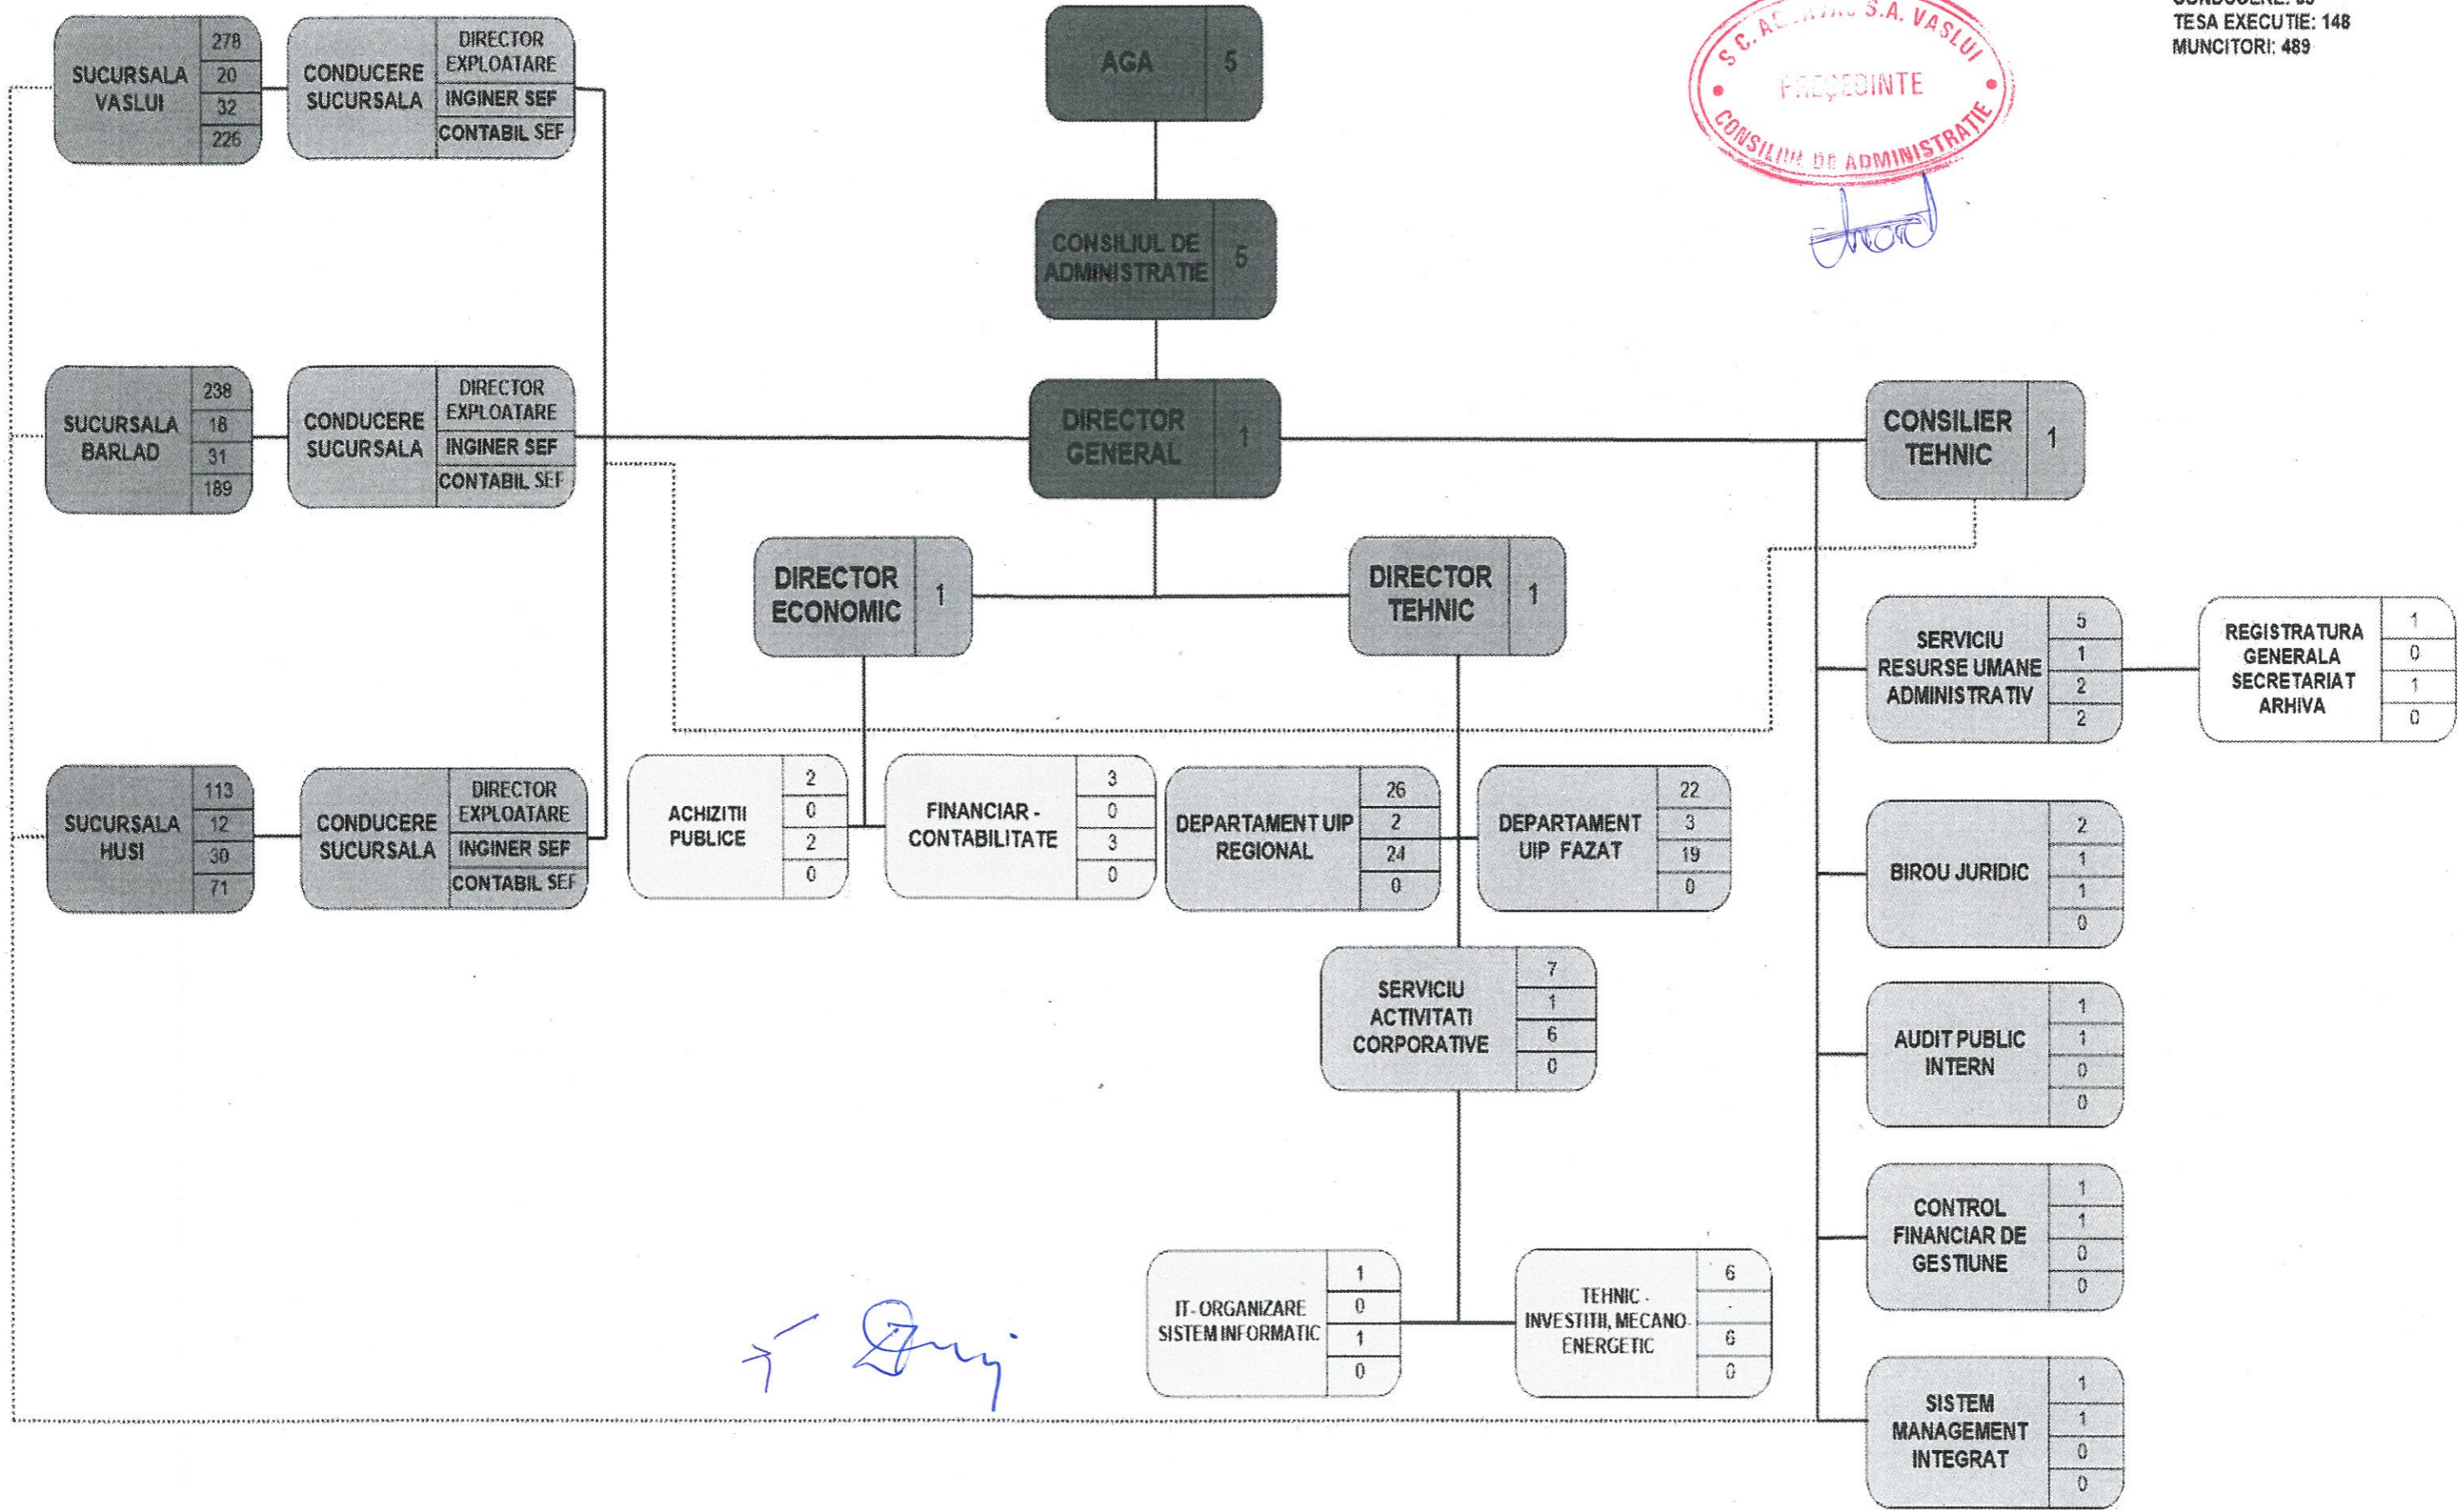 TESA EXECUTIE: 148
MUNCITORI: 489
S.A. VASLUI
CONSILIUL DE ADMINISTRATIE
AGA 5
CONSILIUL DE
ADMINISTRATIE
5
DIRECTOR
GENERAL
1
CONSILIER
TEHNIC
1
SUCURSALA
VASLUI
278
20
32
226
CONDUCERE
SUCURSALA
DIRECTOR
EXPLOATARE
INGINER SEF
CONTABIL SEF
SUCURSALA
BARLAD
238
18
31
189
CONDUCERE
SUCURSALA
DIRECTOR
EXPLOATARE
INGINER SEF
CONTABIL SEF
SUCURSALA
HUSI
113
12
30
71
CONDUCERE
SUCURSALA
DIRECTOR
EXPLOATARE
INGINER SEF
CONTABIL SEF
DIRECTOR
ECONOMIC
1
DIRECTOR
TEHNIC
1
ACHIZITII
PUBLICE
2
0
2
0
FINANCIAR -
CONTABILITATE
3
0
3
0
DEPARTAMENT UIP
REGIONAL
26
2
24
0
DEPARTAMENT
UIP FAZAT
22
3
19
0
SERVICIU
ACTIVITATI
CORPORATIVE
7
1
6
0
IT- ORGANIZARE
SISTEM INFORMATIC
1
0
1
0
TEHNIC -
INVESTITII, MECANO-
ENERGETIC
6
-
6
0
SERVICIU
RESURSE UMANE
ADMINISTRATIV
5
1
2
2
REGISTRATURA
GENERALA
SECRETARIAT
ARHIVA
1
0
1
0
BIROU JURIDIC
2
1
1
0
AUDIT PUBLIC
INTERN
1
1
0
0
CONTROL
FINANCIAR DE
GESTIUNE
1
1
0
0
SISTEM
MANAGEMENT
INTEGRAT
1
1
0
0